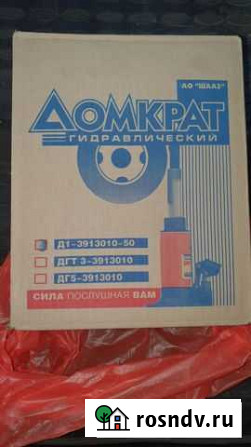 АО "ШААЗ"
ДОМКРАТ
ГИДРАВЛИЧЕСКИЙ
Д1-3913010-50
ДГТ 3-3913010
ДГ5-3913010
СИЛА ПОСЛУШНАЯ ВАМ
rosndv.ru